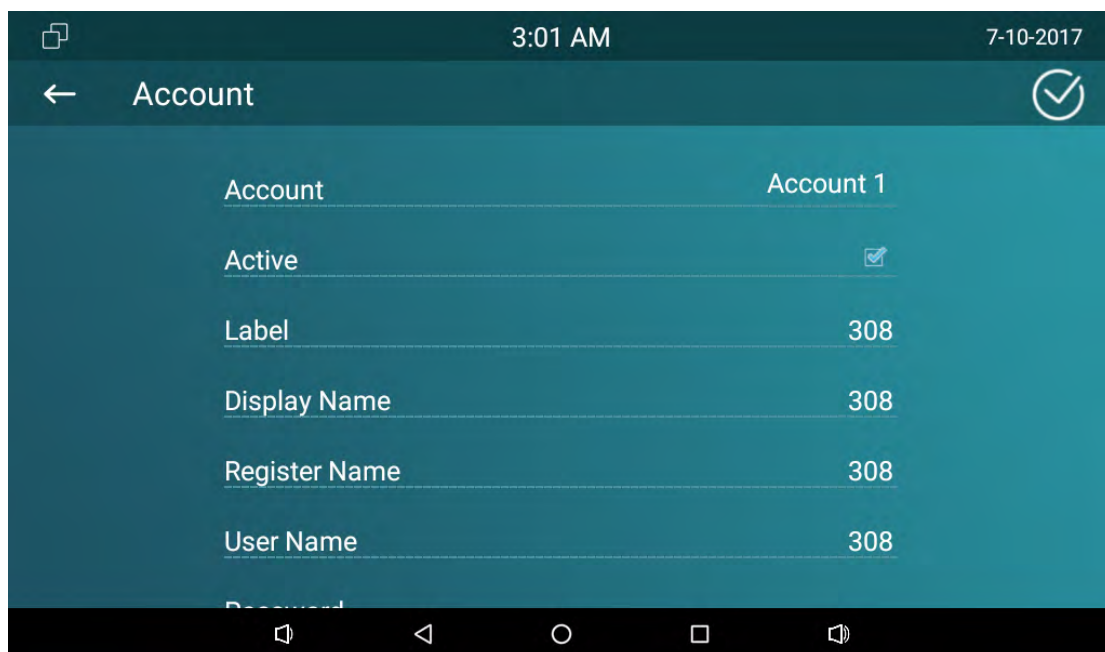 3:01 AM 7-10-2017
Account
Account Account 1
Active
Label 308
Display Name 308
Register Name 308
User Name 308
Password